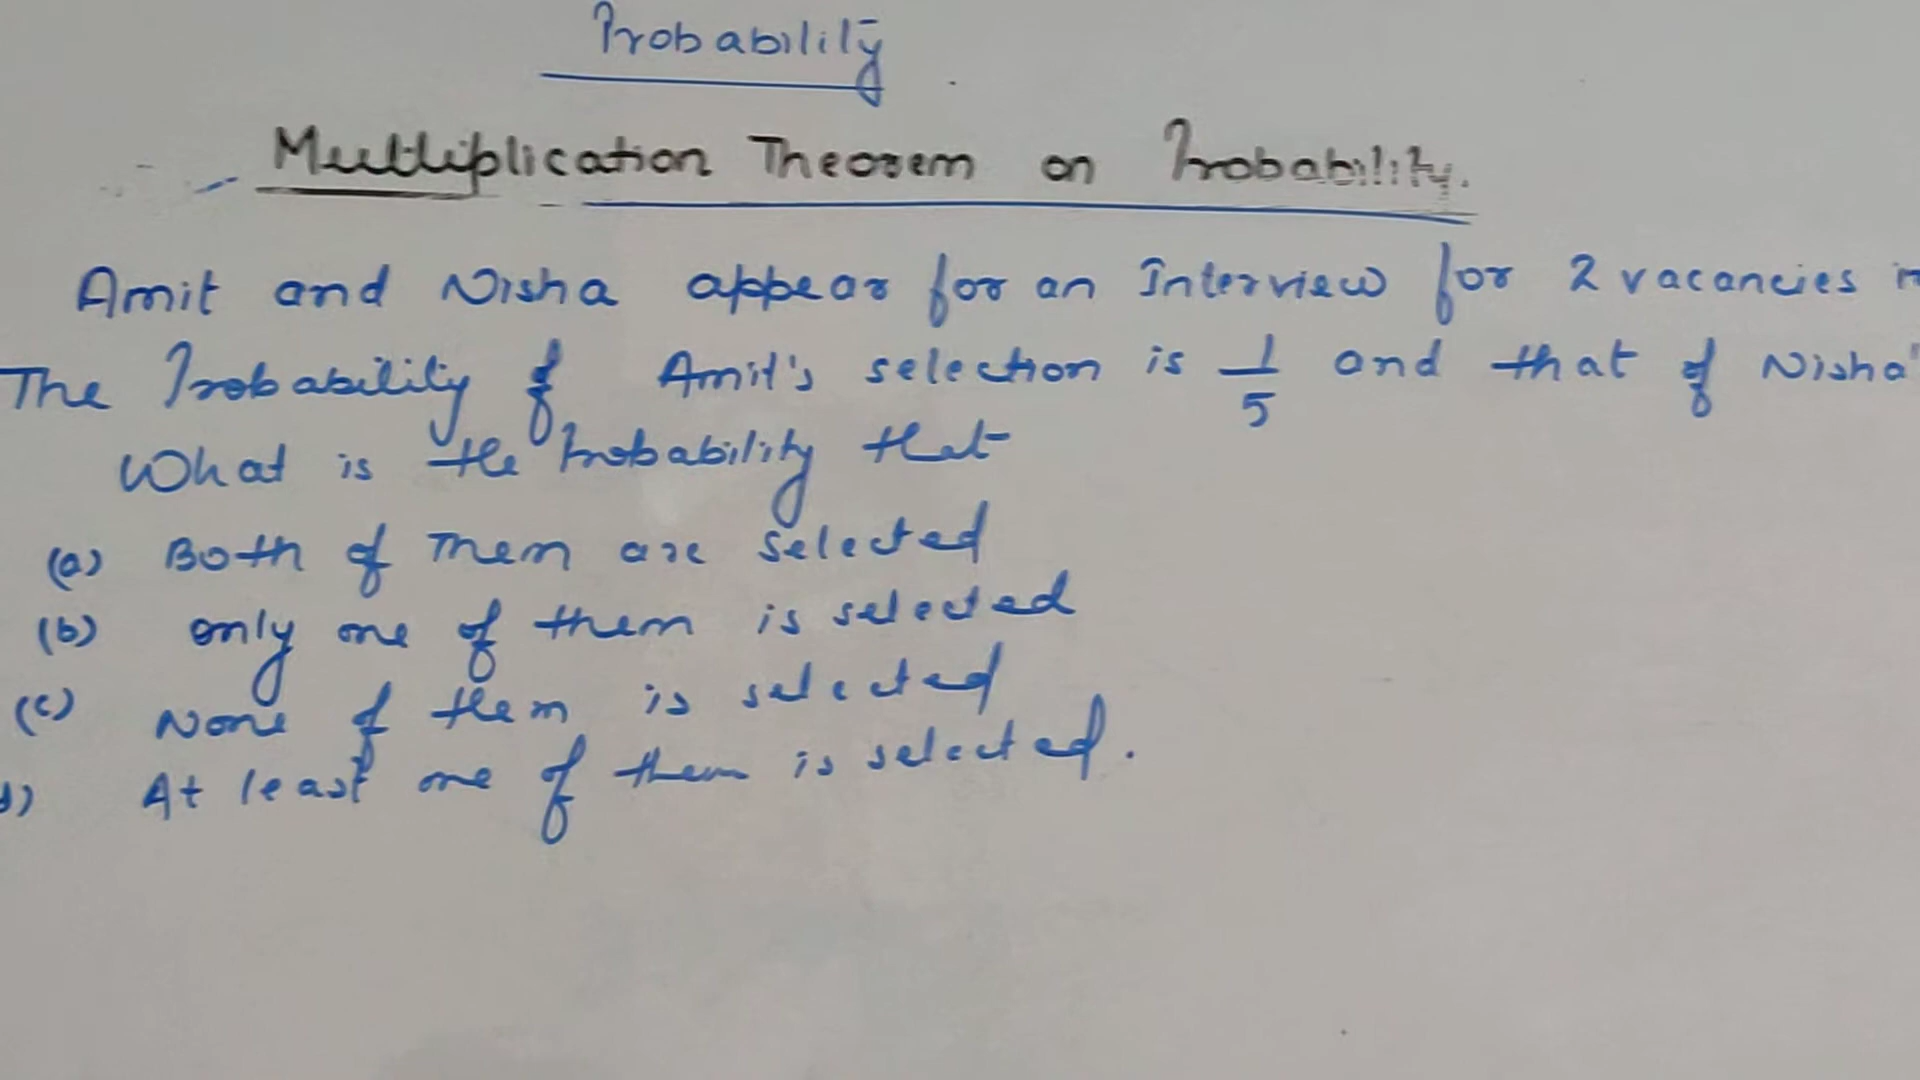 Probability
Multiplication Theorem on Probability.
Amit and Nisha appear for an Interview for 2 vacancies
The Probability of Amit's selection is 1/5 and that of Nisha'
What is the Probability that
(a) Both of Them are selected
(b) only one of them is selected
(c) None of them is selected
d) At least one of them is selected.